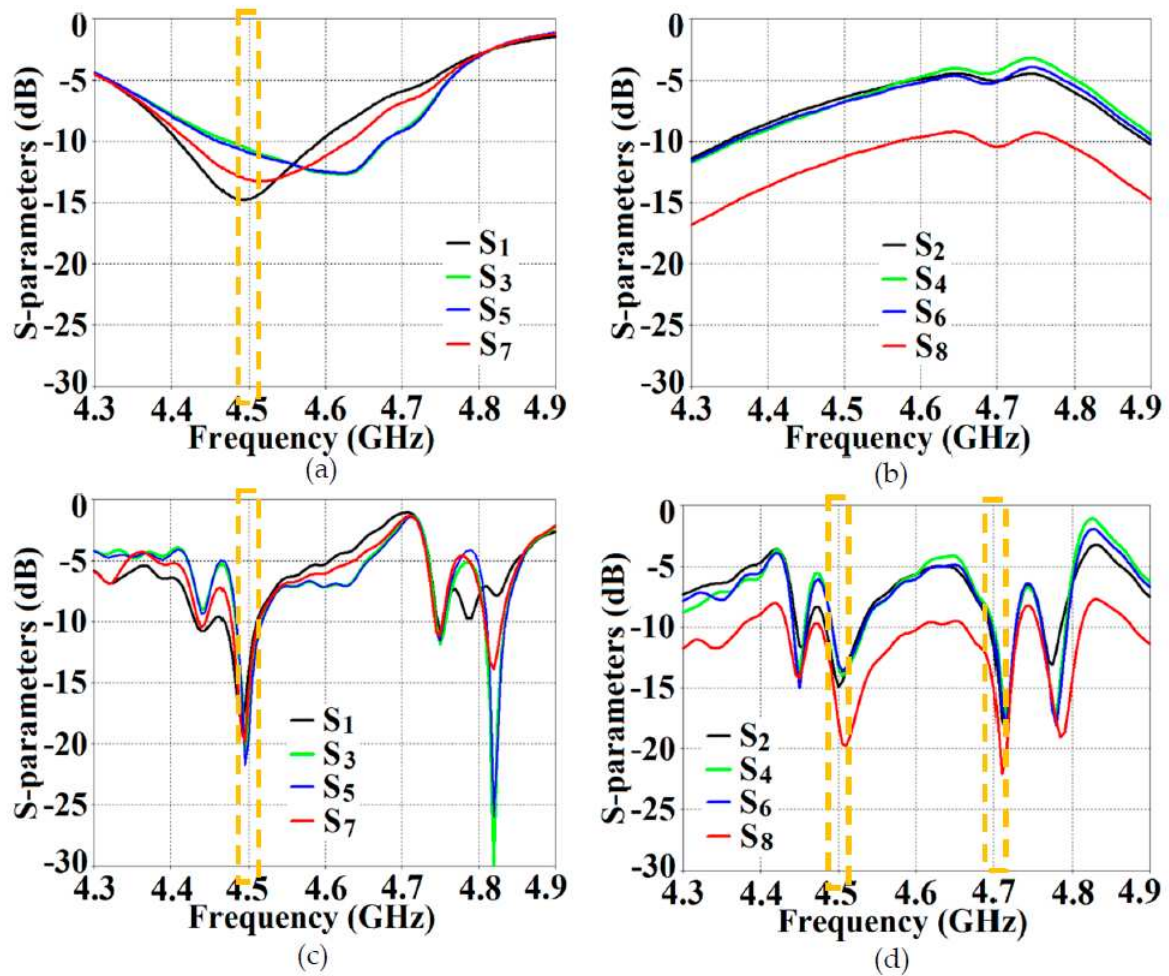 S-parameters (dB)
0
-5
-10
-15
-20
-25
-30
S1
S3
S5
S7
4.3 4.4 4.5 4.6 4.7 4.8 4.9
Frequency (GHz)
(a)
S-parameters (dB)
0
-5
-10
-15
-20
-25
-30
S2
S4
S6
S8
4.3 4.4 4.5 4.6 4.7 4.8 4.9
Frequency (GHz)
(b)
S-parameters (dB)
0
-5
-10
-15
-20
-25
-30
S1
S3
S5
S7
4.3 4.4 4.5 4.6 4.7 4.8 4.9
Frequency (GHz)
(c)
S-parameters (dB)
0
-5
-10
-15
-20
-25
-30
S2
S4
S6
S8
4.3 4.4 4.5 4.6 4.7 4.8 4.9
Frequency (GHz)
(d)